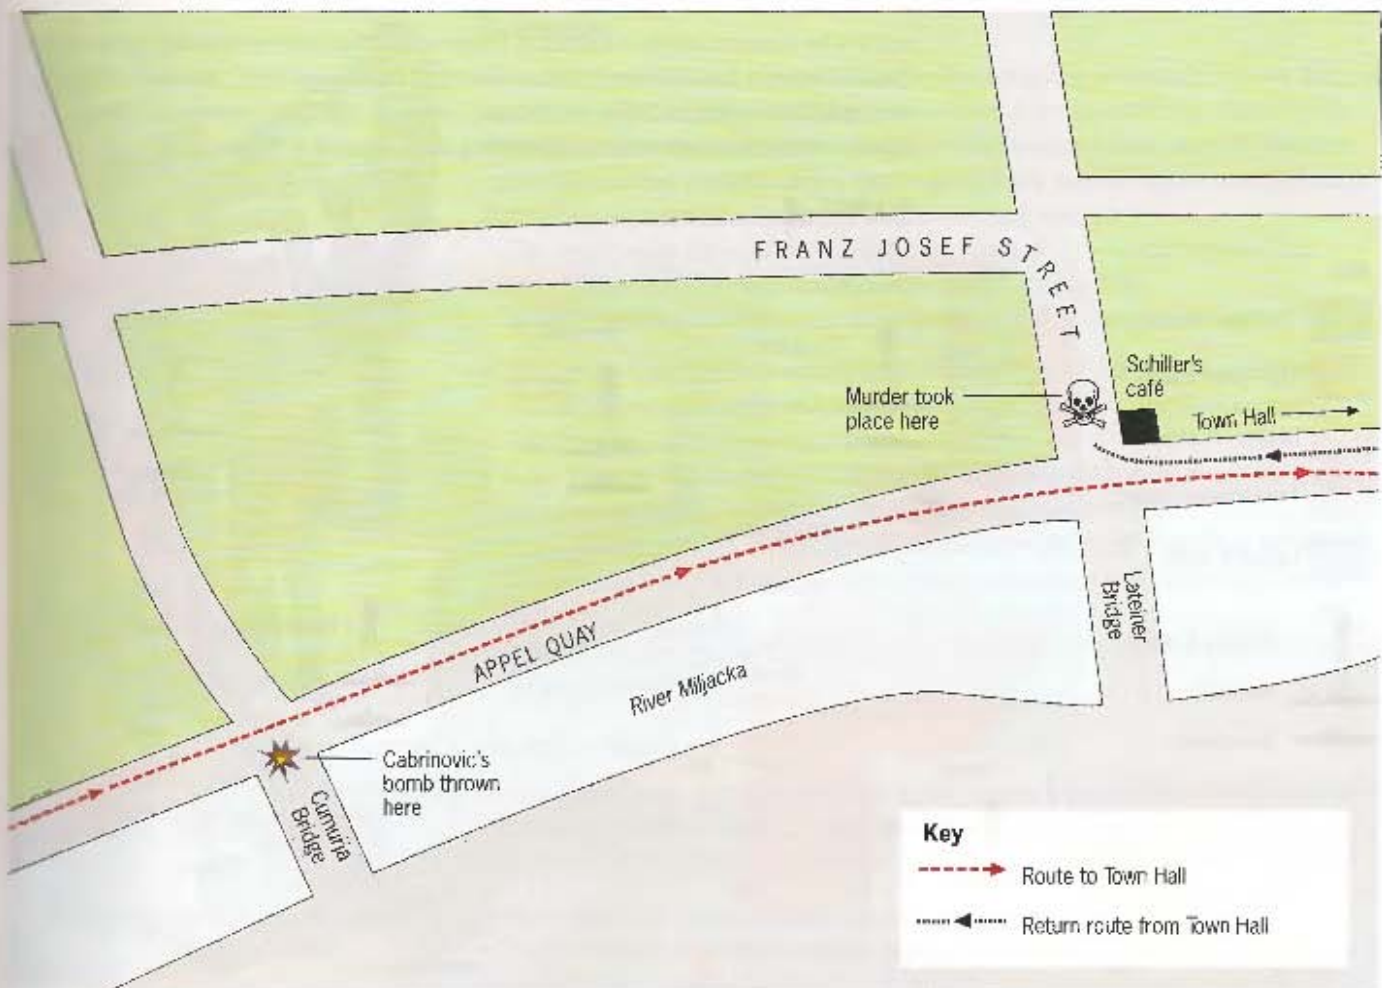 FRANZ JOSEF STREET
Schiller's
café
Murder took
place here
Town Hall
Lateiner
Bridge
APPEL QUAY
River Miljacka
Cabrinovic's
bomb thrown
here
Cumurja
Bridge
Key
Route to Town Hall
Return route from Town Hall